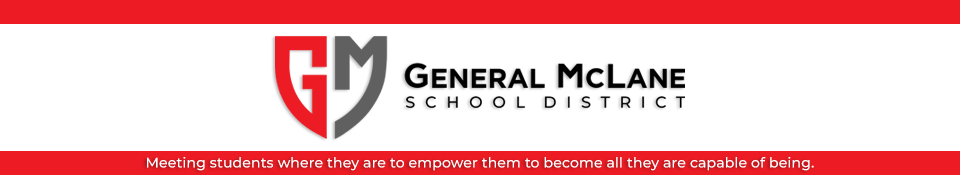 GM
GENERAL MCLANE
SCHOOL DISTRICT
Meeting students where they are to empower them to become all they are capable of being.